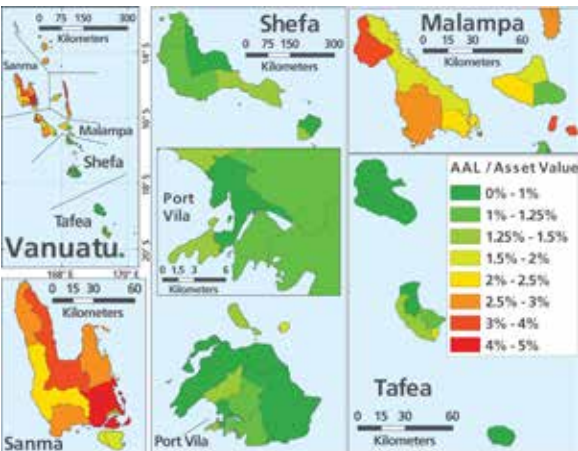 0 75 150 300
Kilometers
Sanma
Malampa
Shefa
Tafea
Vanuatu.
14° S
16° S
18° S
20° S
168° E
170° E
Shefa
0 75 150 300
Kilometers
Port
Vila
0 1.5 3 6
Kilometers
Port Vila
Malampa
0 15 30 60
Kilometers
AAL / Asset Value
0% - 1%
1% - 1.25%
1.25% - 1.5%
1.5% - 2%
2% - 2.5%
2.5% - 3%
3% - 4%
4% - 5%
Tafea
0 15 30 60
Kilometers
0 15 30 60
Kilometers
Sanma